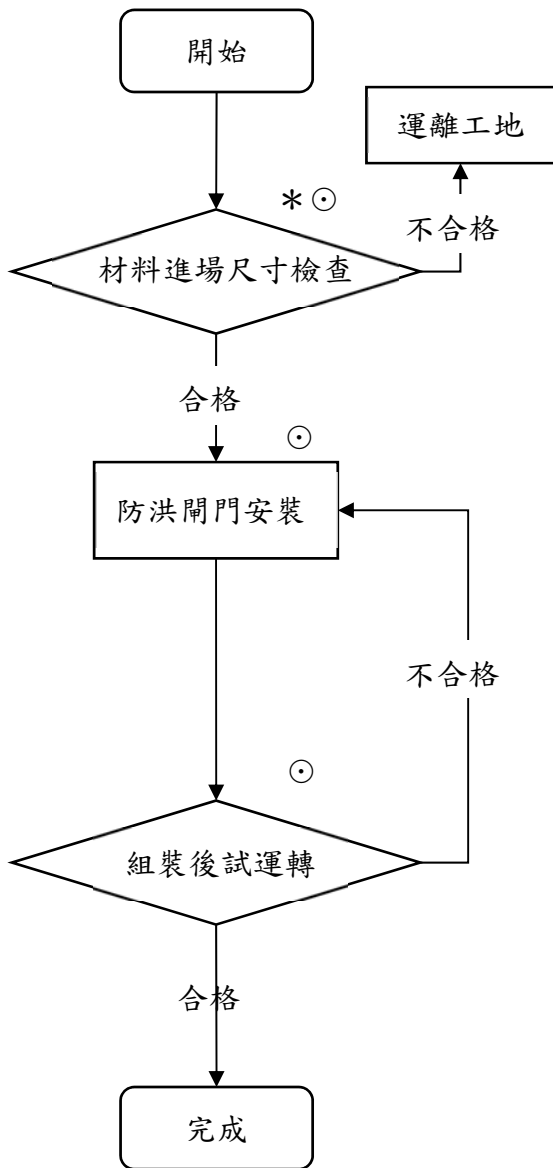 開始
運離工地
＊⊙
不合格
材料進場尺寸檢查
合格
⊙
防洪閘門安裝
不合格
⊙
組裝後試運轉
合格
完成